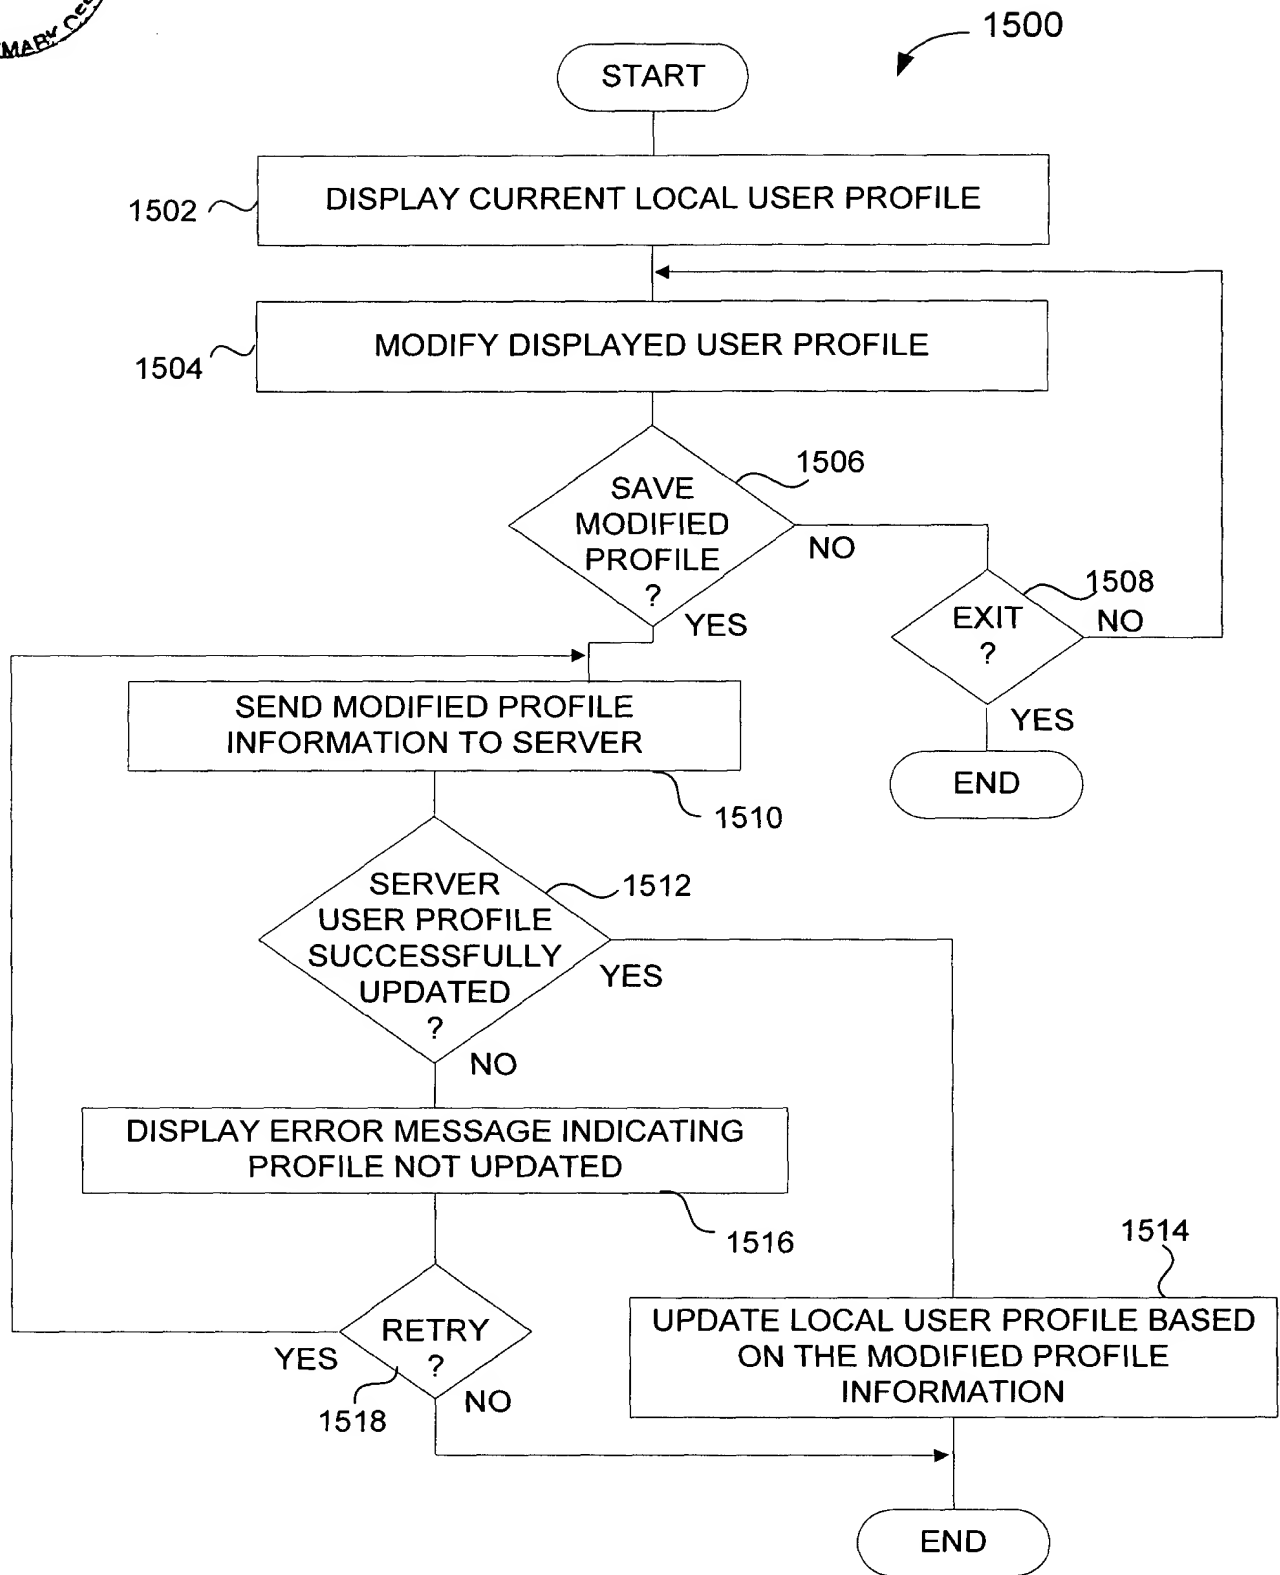 1500
START
1502
DISPLAY CURRENT LOCAL USER PROFILE
1504
MODIFY DISPLAYED USER PROFILE
1506
SAVE
MODIFIED
PROFILE
?
NO
YES
1508
EXIT
?
NO
YES
END
SEND MODIFIED PROFILE
INFORMATION TO SERVER
1510
1512
SERVER
USER PROFILE
SUCCESSFULLY
UPDATED
?
YES
NO
DISPLAY ERROR MESSAGE INDICATING
PROFILE NOT UPDATED
1516
1514
UPDATE LOCAL USER PROFILE BASED
ON THE MODIFIED PROFILE
INFORMATION
RETRY
?
YES
1518
NO
END